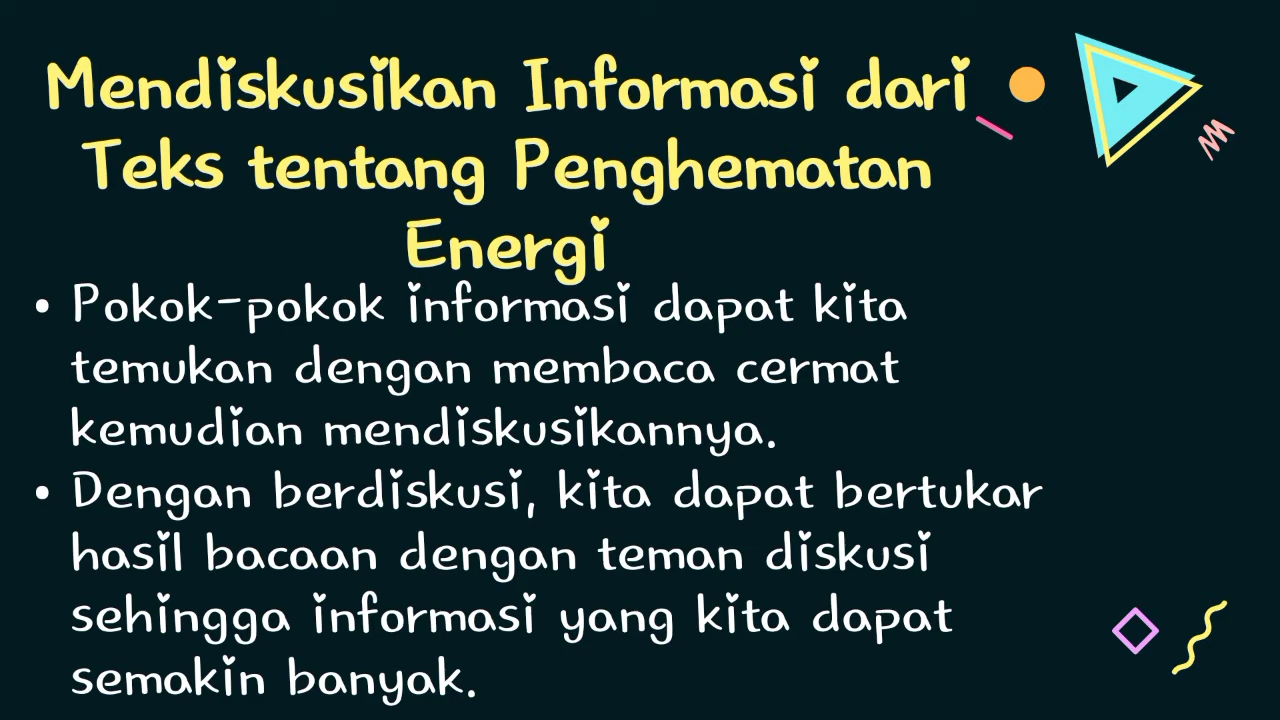 Mendiskusikan Informasi dari
Teks tentang Penghematan
Energi
• Pokok-pokok informasi dapat kita
temukan dengan membaca cermat
kemudian mendiskusikannya.
• Dengan berdiskusi, kita dapat bertukar
hasil bacaan dengan teman diskusi
sehingga informasi yang kita dapat
semakin banyak.